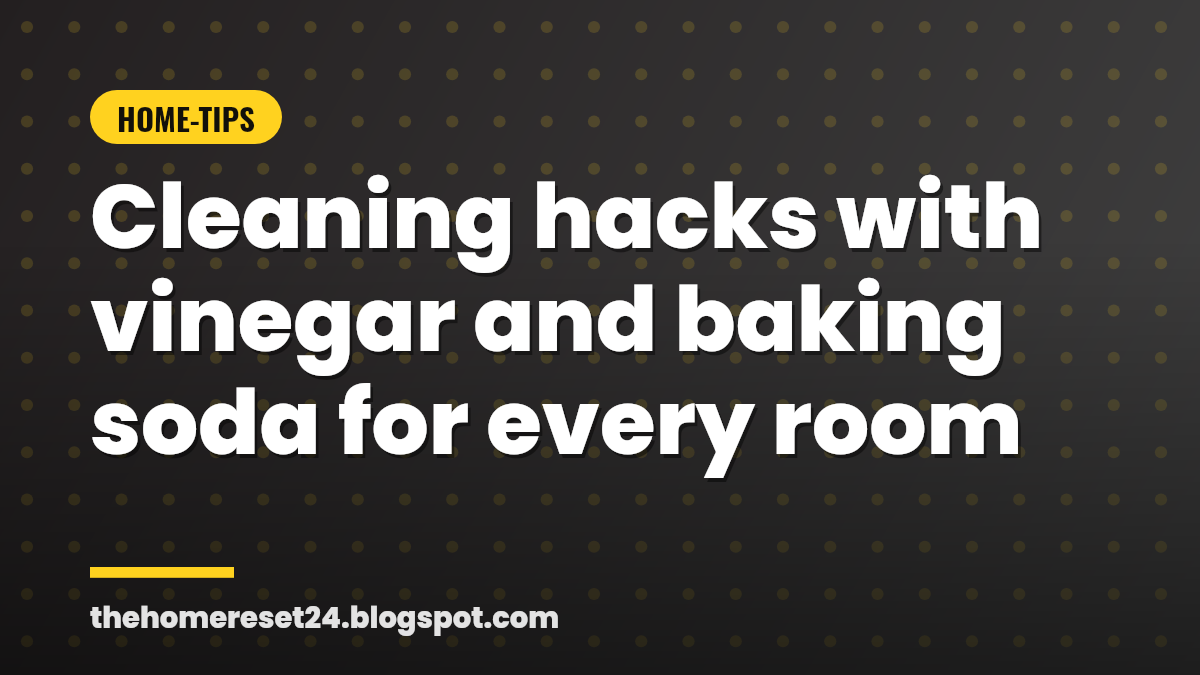 HOME-TIPS
Cleaning hacks with
vinegar and baking
soda for every room
thehomereset24.blogspot.com